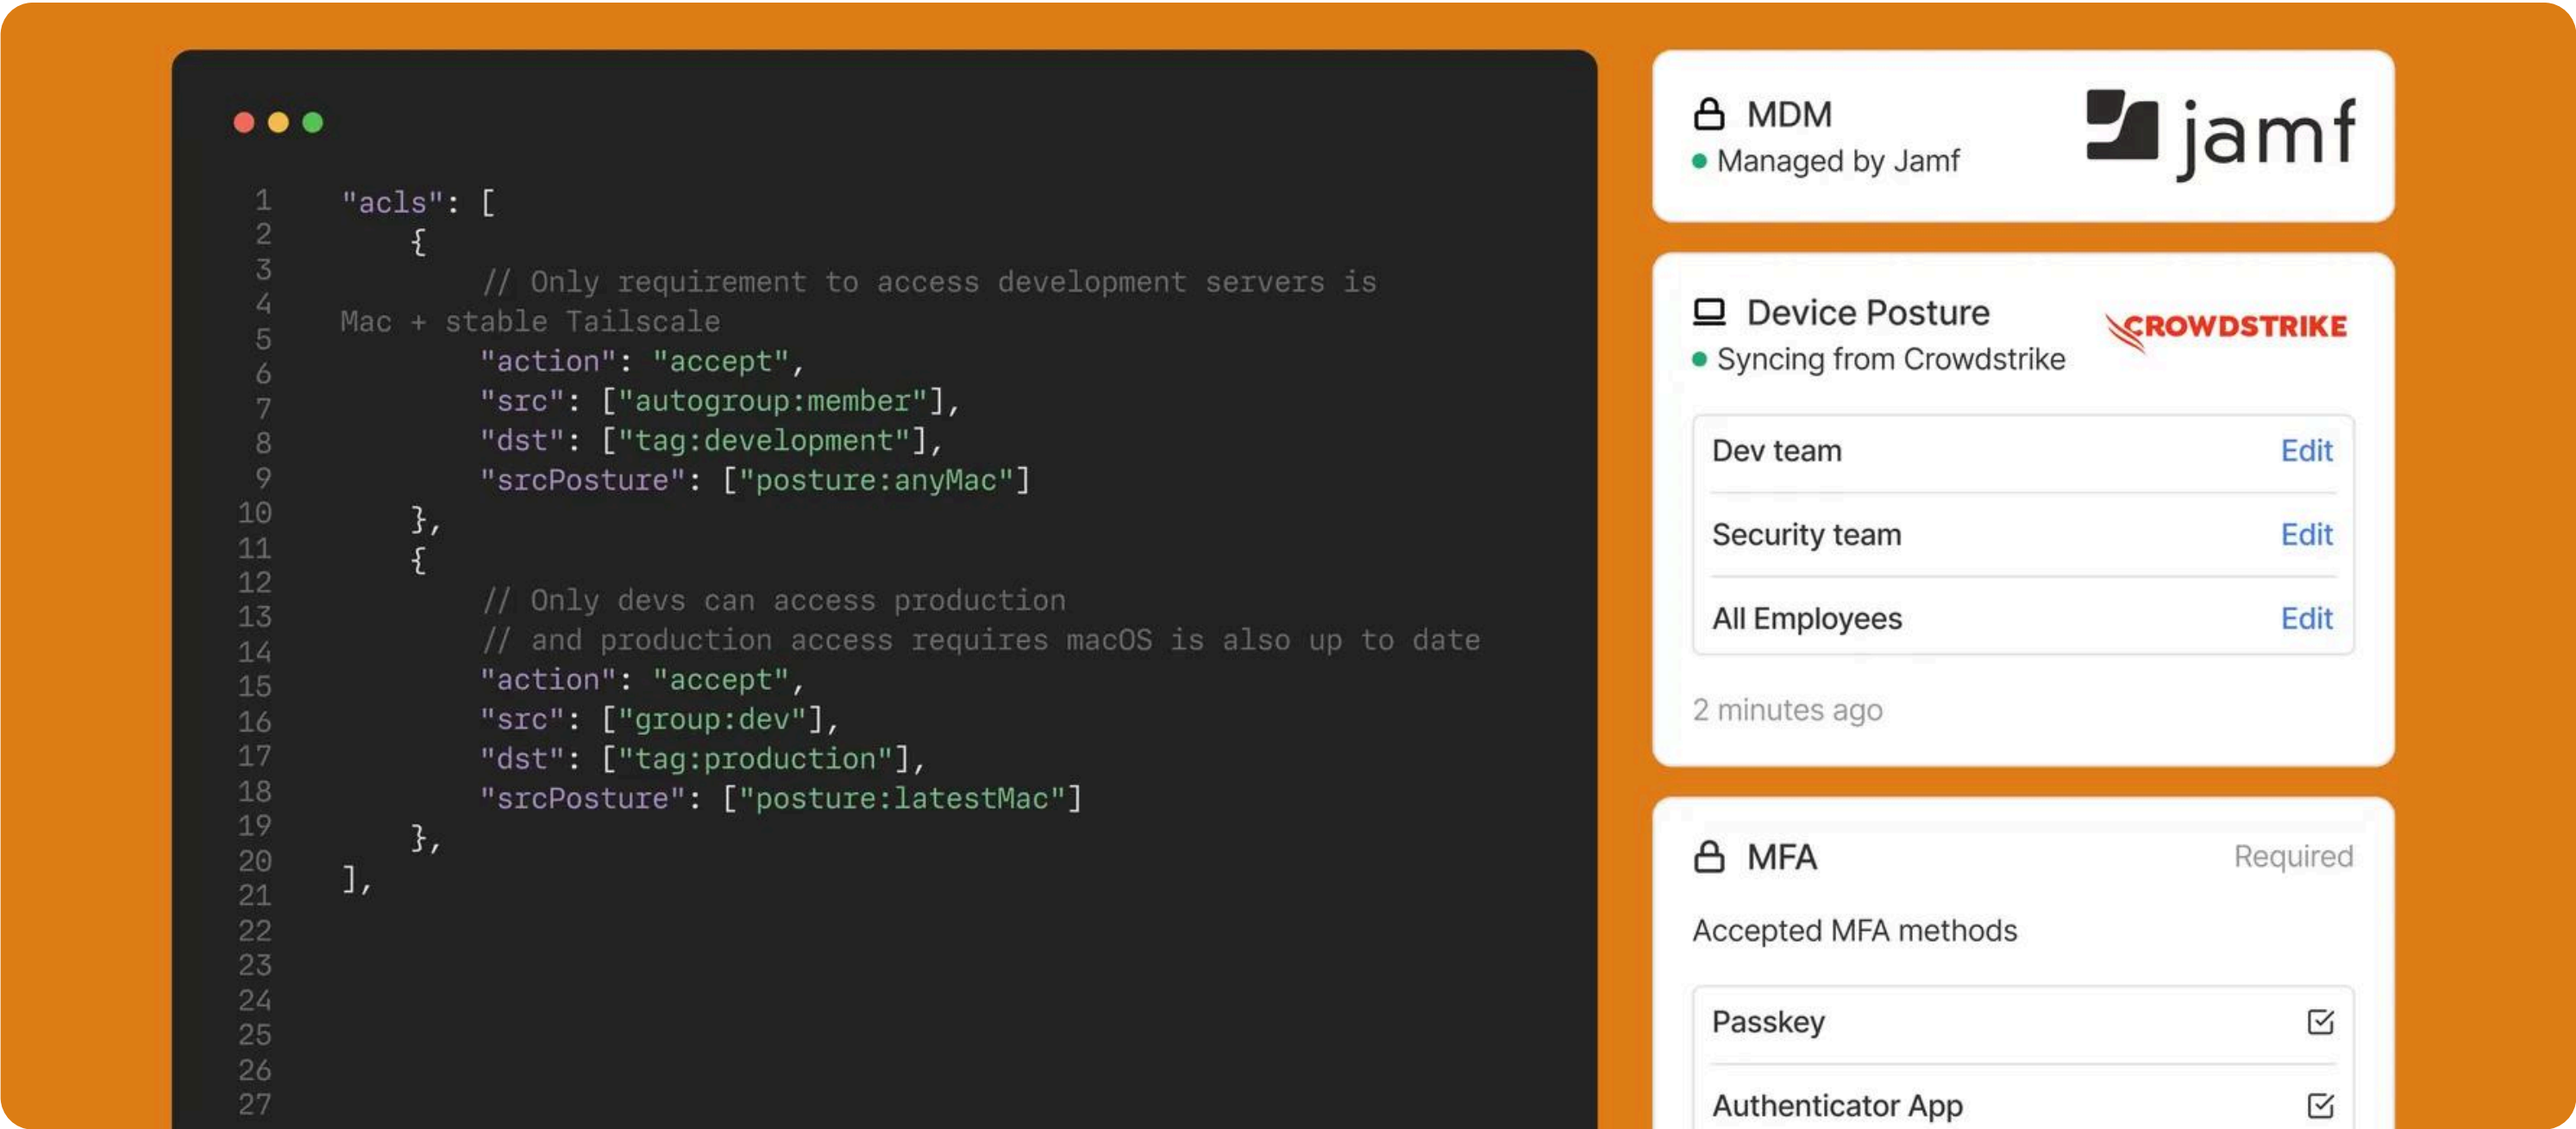 1
2
3
4
5
6
7
8
9
10
11
12
13
14
15
16
17
18
19
20
21
22
23
24
25
26
27
"acls": [
{
// Only requirement to access development servers is
Mac + stable Tailscale
"action": "accept",
"src": ["autogroup:member"],
"dst": ["tag:development"],
"srcPosture": ["posture:anyMac"]
},
{
// Only devs can access production
// and production access requires macOS is also up to date
"action": "accept",
"src": ["group:dev"],
"dst": ["tag:production"],
"srcPosture": ["posture:latestMac"]
},
],
MDM
Managed by Jamf
jamf
Device Posture
Syncing from Crowdstrike
CROWDSTRIKE
Dev team Edit
Security team Edit
All Employees Edit
2 minutes ago
MFA Required
Accepted MFA methods
Passkey
Authenticator App